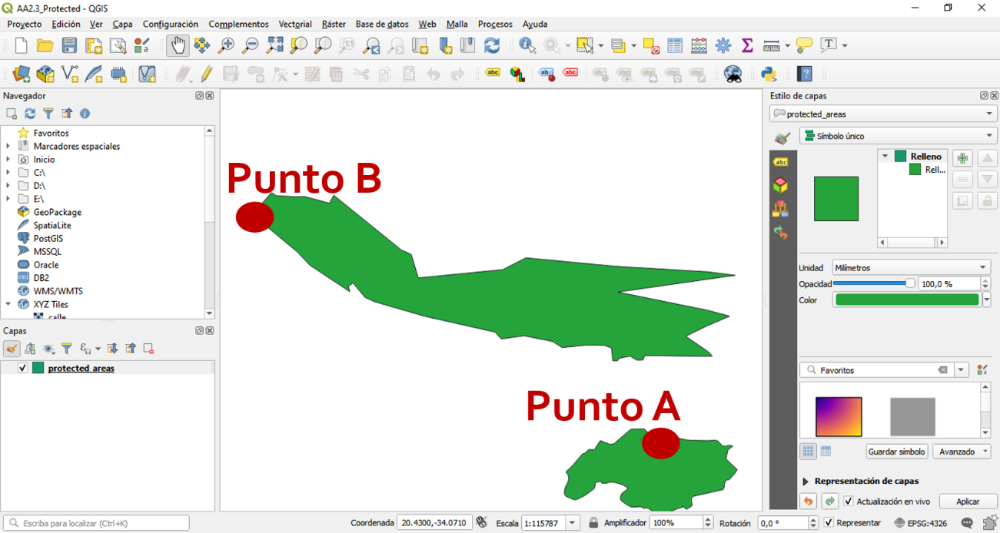 AA2.3_Protected - QGIS
Proyecto Edición Ver Capa Configuración Complementos Vectorial Ráster Base de datos Web Malla Procesos Ayuda
Navegador
Favoritos
Marcadores espaciales
Inicio
C:\
D:\
E:\
GeoPackage
SpatiaLite
PostGIS
MSSQL
Oracle
DB2
WMS/WMTS
XYZ Tiles
calle
Capas
protected_areas
Punto B
Punto A
Estilo de capas
protected_areas
Símbolo único
Relleno
Rell...
Unidad Milímetros
Opacidad 100,0 %
Color
Favoritos
Guardar símbolo Avanzado
Representación de capas
Actualización en vivo Aplicar
Escriba para localizar (Ctrl+K) Coordenada 20.4300,-34.0710 Escala 1:115787 Amplificador 100% Rotación 0,0 ° Representar EPSG:4326